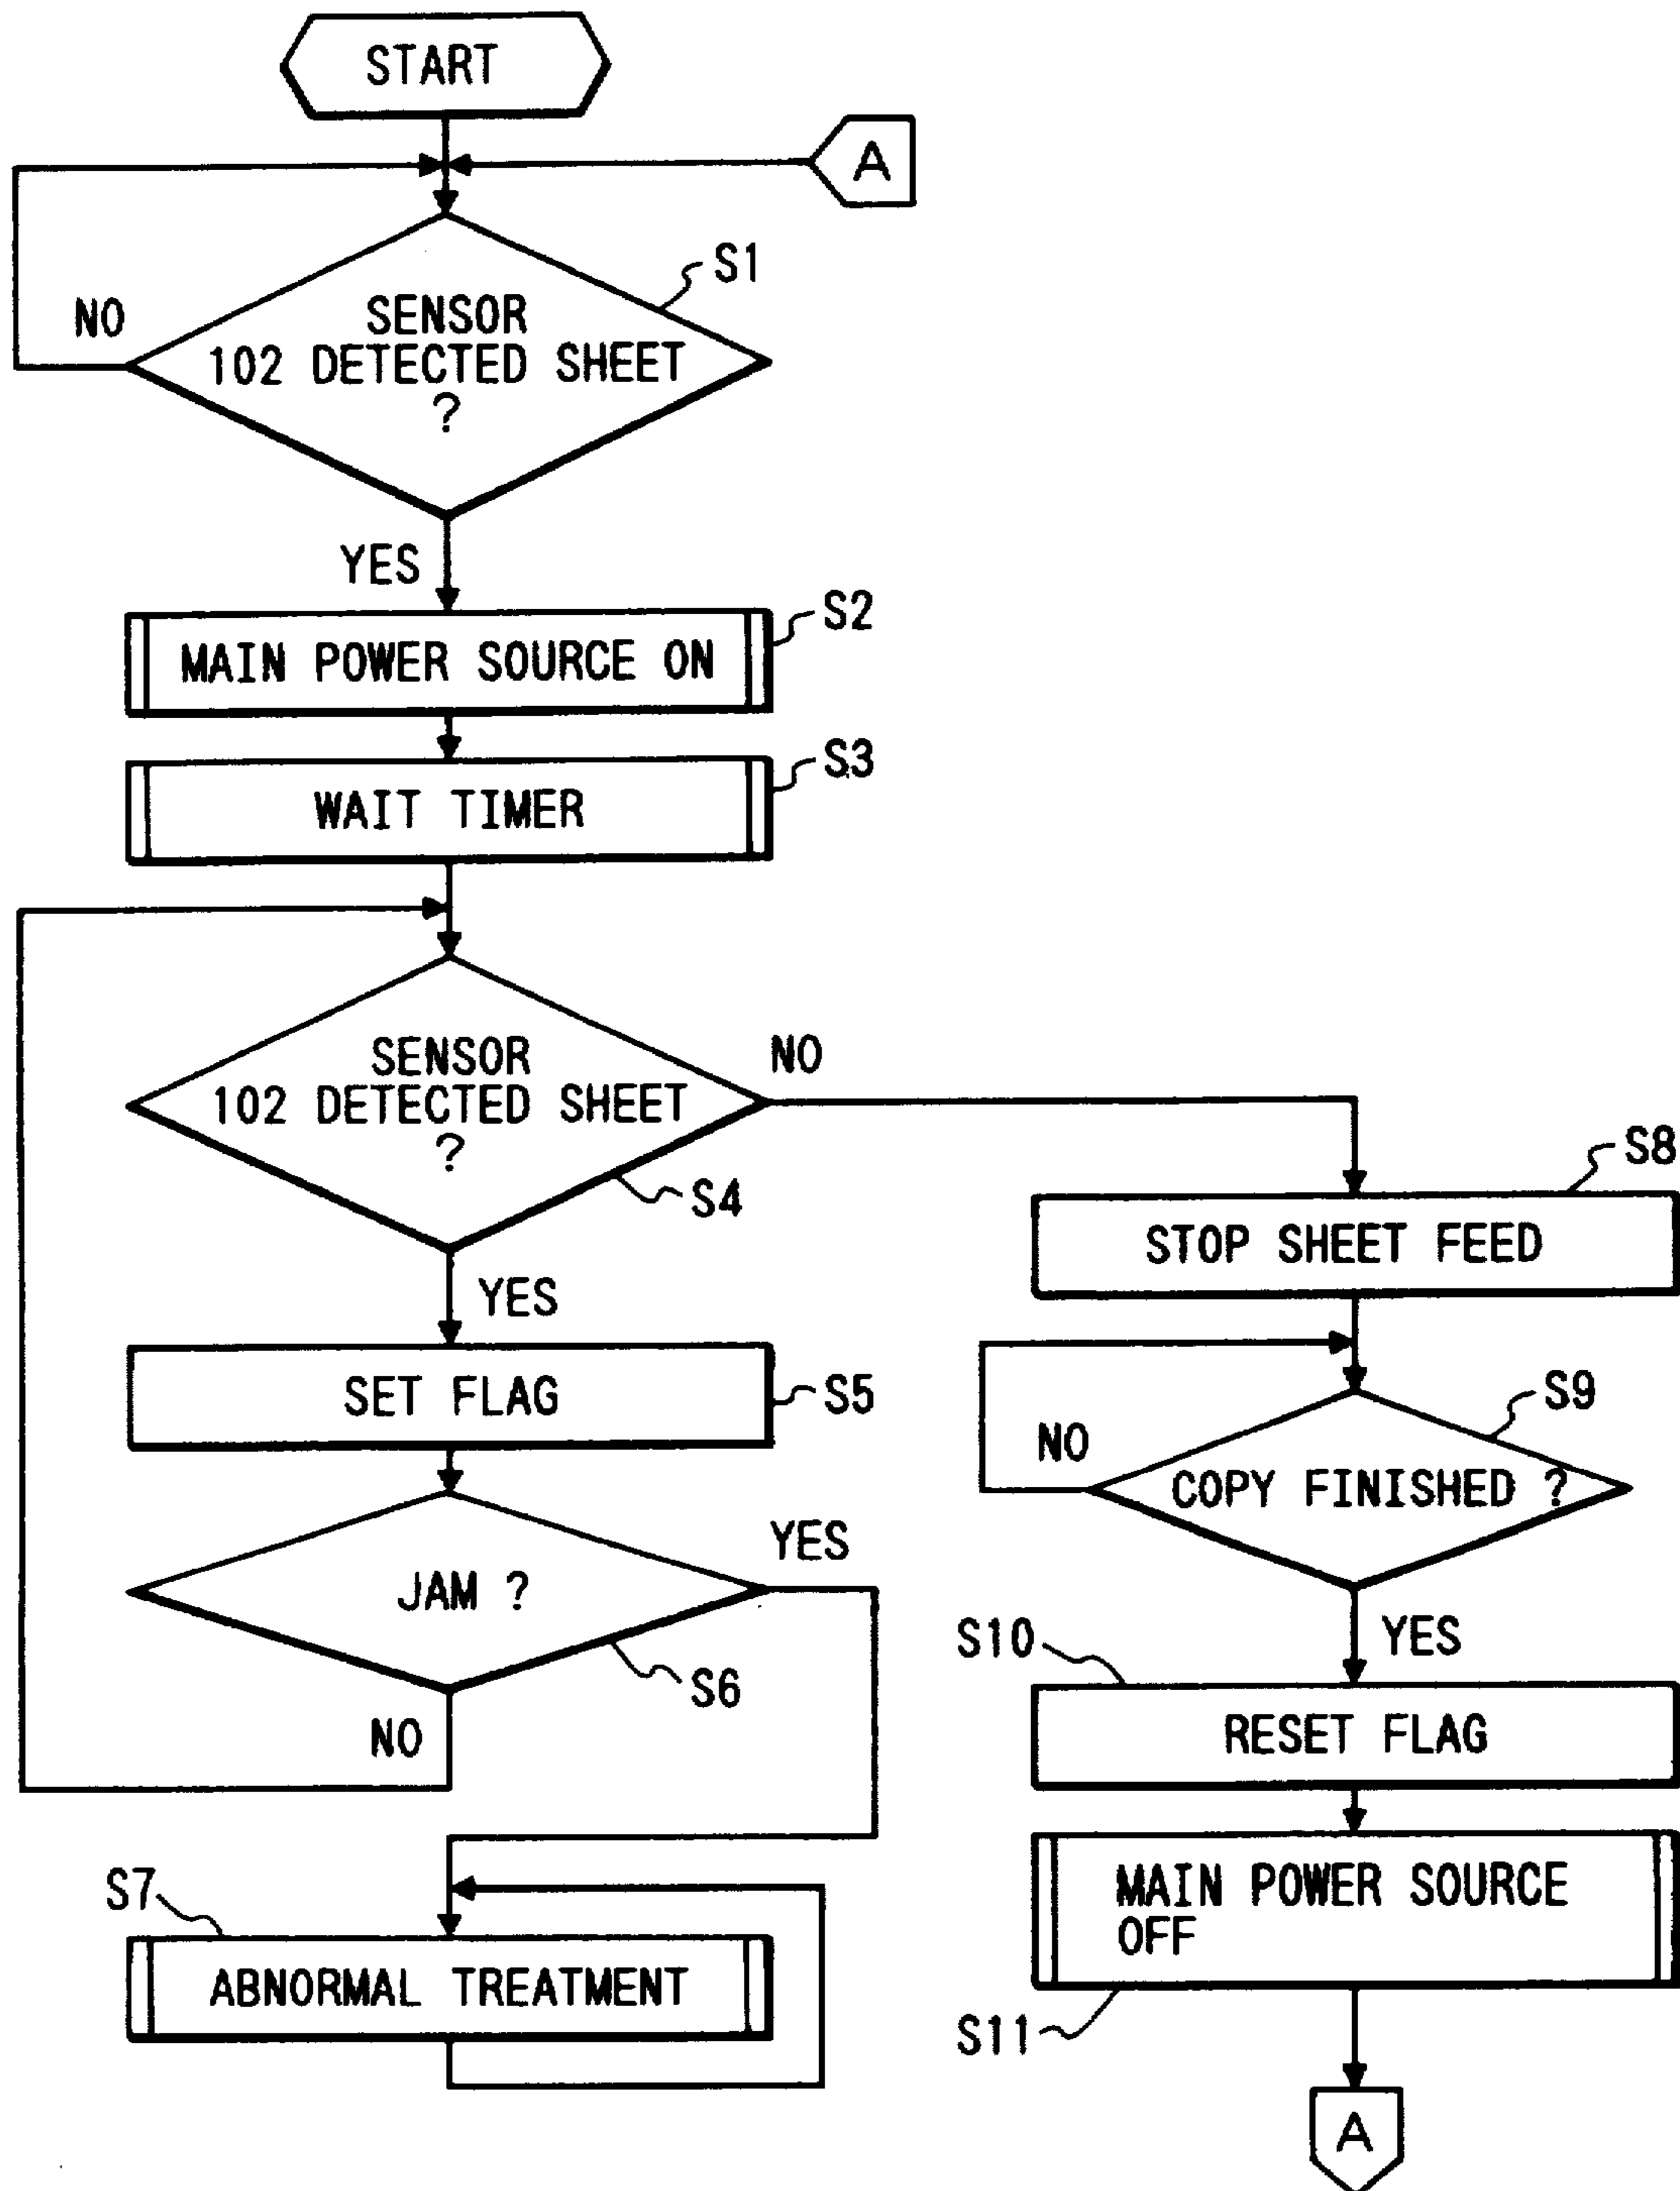 START
A
S1
NO
SENSOR
102 DETECTED SHEET
?
YES
S2
MAIN POWER SOURCE ON
S3
WAIT TIMER
SENSOR
102 DETECTED SHEET
?
NO
S4
YES
SET FLAG
S5
JAM ?
YES
S6
NO
S7
ABNORMAL TREATMENT
S8
STOP SHEET FEED
S9
NO
COPY FINISHED ?
YES
S10
RESET FLAG
MAIN POWER SOURCE
OFF
S11
A